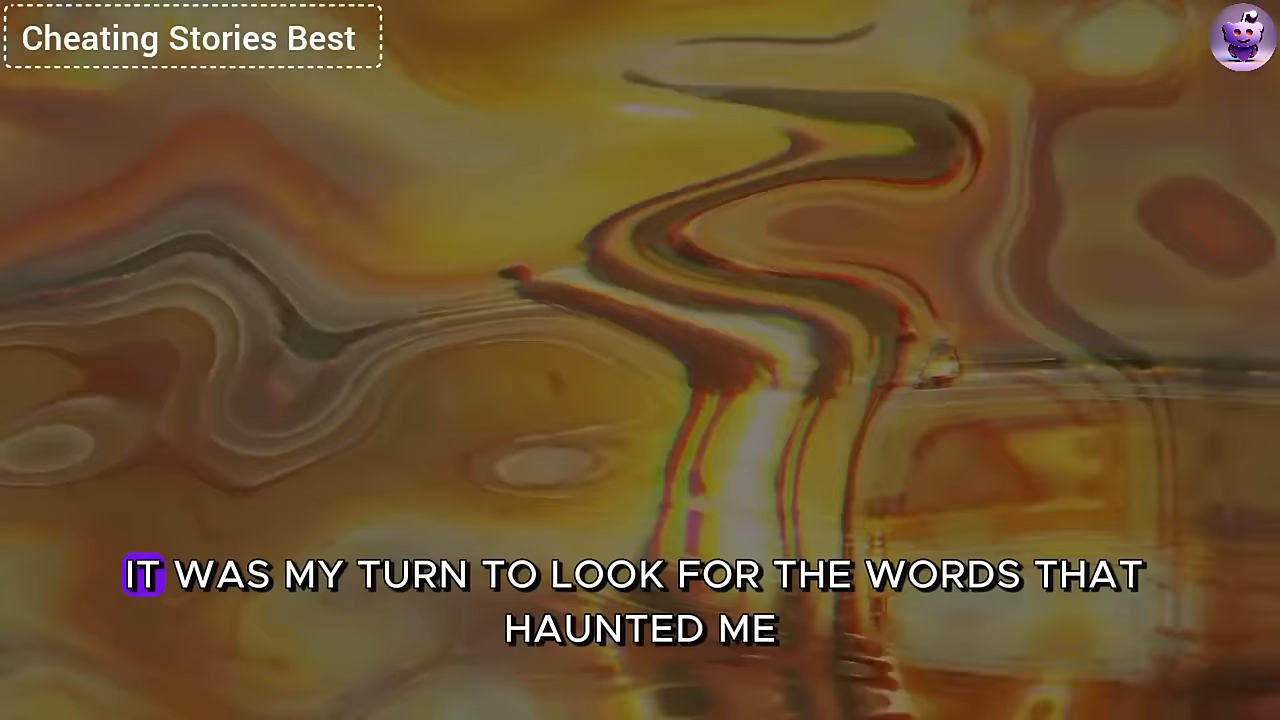 Cheating Stories Best
IT WAS MY TURN TO LOOK FOR THE WORDS THAT
HAUNTED ME